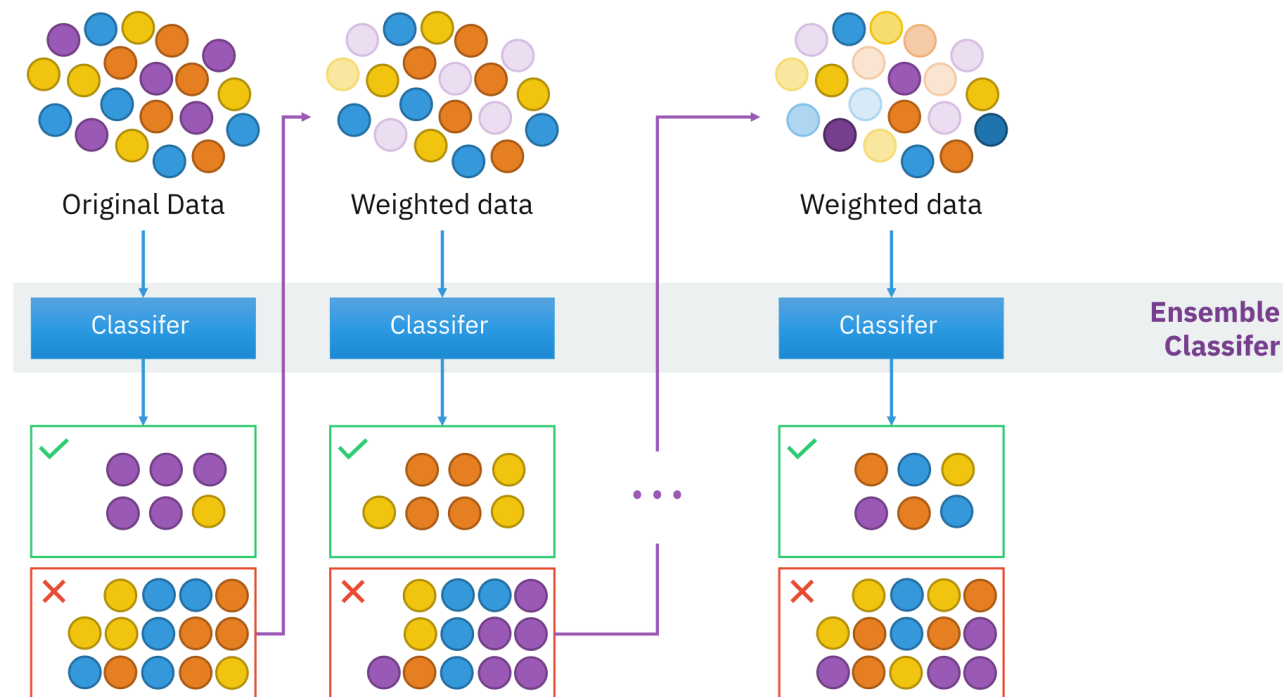 Original Data
Weighted data
Weighted data
Classifer
Classifer
Classifer
Ensemble
Classifer